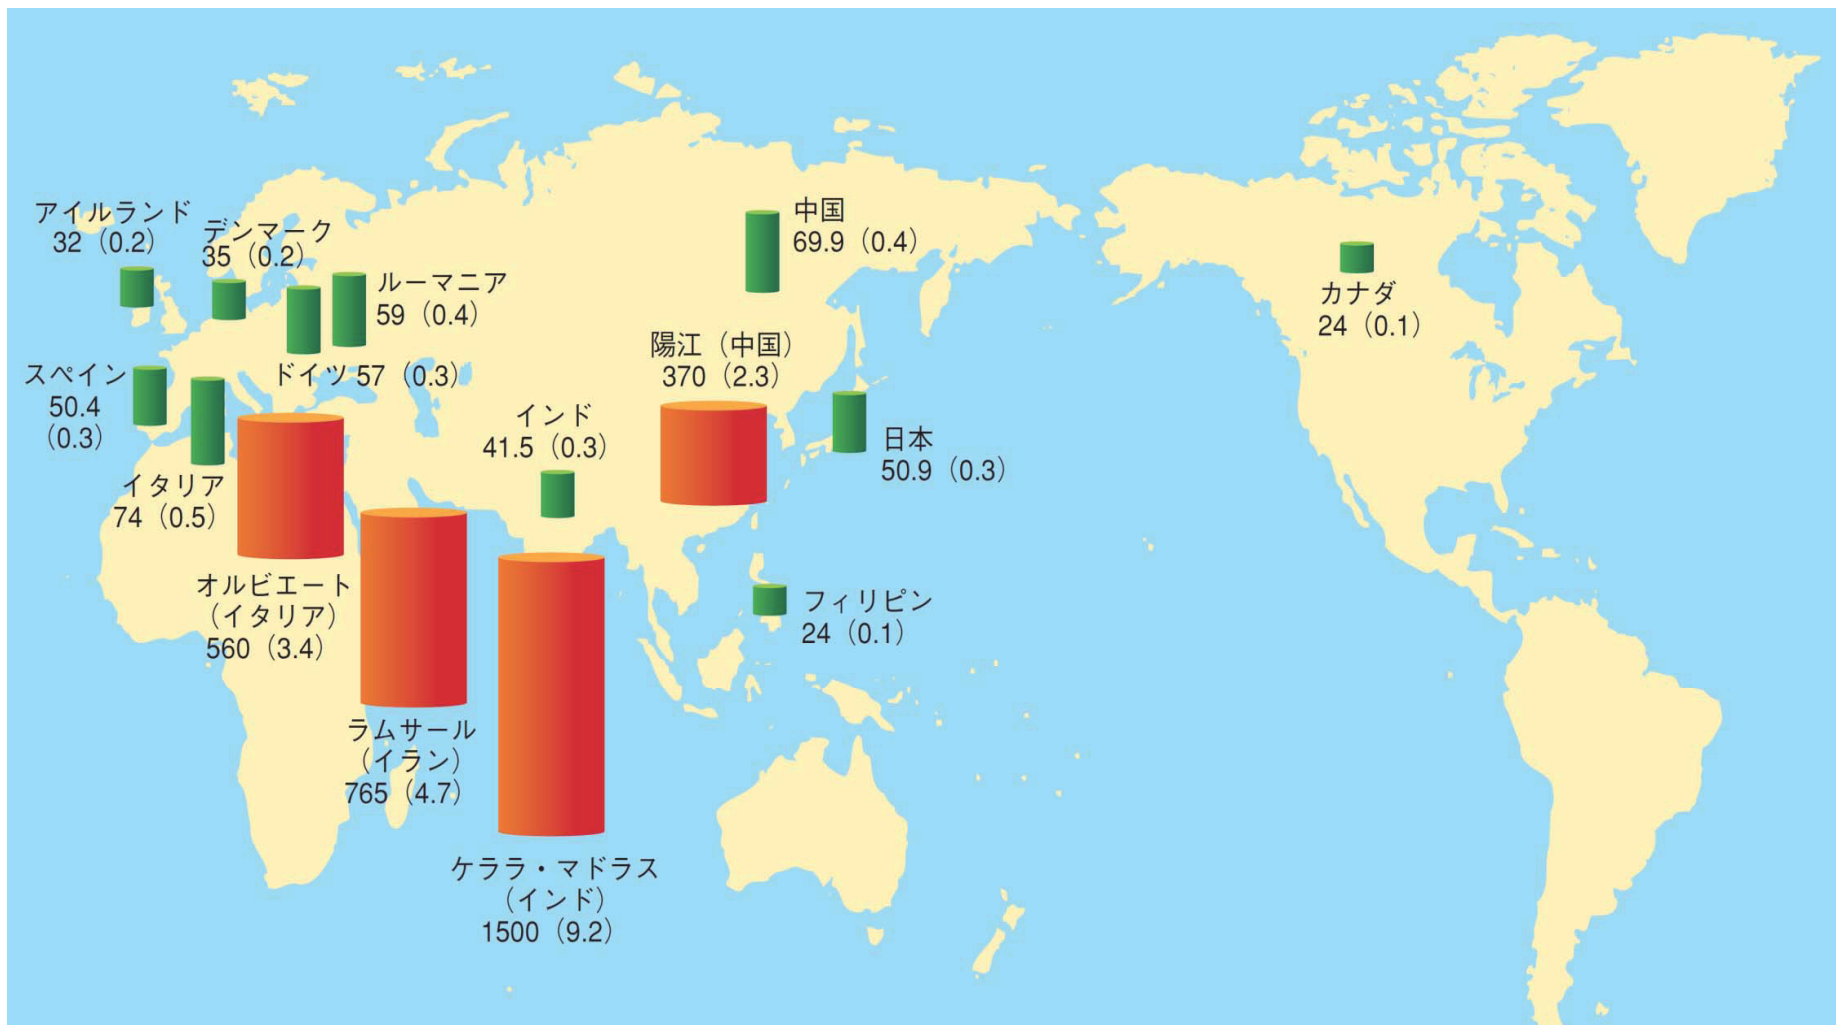 アイルランド
32（0.2）
デンマーク
35（0.2）
ルーマニア
59（0.4）
ドイツ 57（0.3）
スペイン
50.4
（0.3）
イタリア
74（0.5）
オルビエート
（イタリア）
560（3.4）
ラムサール
（イラン）
765（4.7）
インド
41.5（0.3）
ケララ・マドラス
（インド）
1500（9.2）
中国
69.9（0.4）
陽江（中国）
370（2.3）
日本
50.9（0.3）
フィリピン
24（0.1）
カナダ
24（0.1）